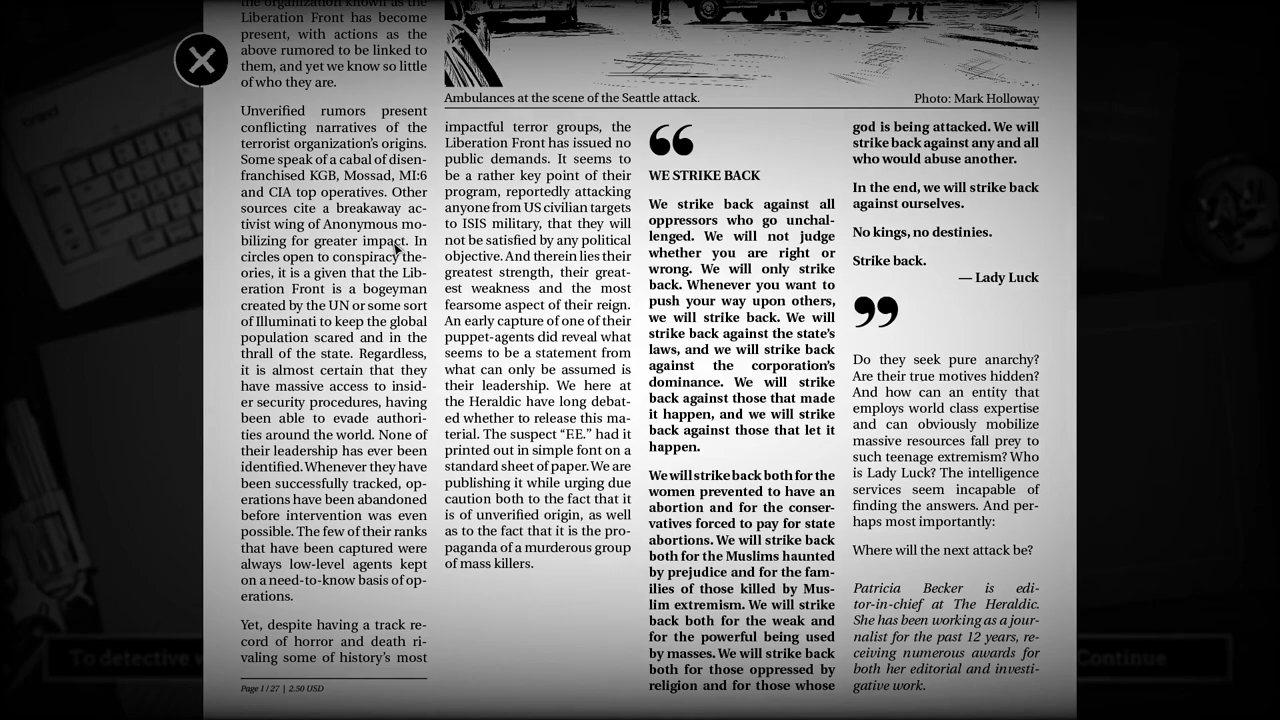 the organization known as the
Liberation Front has become
present, with actions as the
above rumored to be linked to
them, and yet we know so little
of who they are.
Unverified rumors present
conflicting narratives of the
terrorist organization's origins.
Some speak of a cabal of disen-
franchised KGB, Mossad, MI:6
and CIA top operatives. Other
sources cite a breakaway ac-
tivist wing of Anonymous mo-
bilizing for greater impact. In
circles open to conspiracy the-
ories, it is a given that the Lib-
eration Front is a bogeyman
created by the UN or some sort
of Illuminati to keep the global
population scared and in the
thrall of the state. Regardless,
it is almost certain that they
have massive access to insid-
er security procedures, having
been able to evade authori-
ties around the world. None of
their leadership has ever been
identified. Whenever they have
been successfully tracked, op-
erations have been abandoned
before intervention was even
possible. The few of their ranks
that have been captured were
always low-level agents kept
on a need-to-know basis of op-
erations.
Yet, despite having a track re-
cord of horror and death ri-
valing some of history's most
Page 1 / 27 | 2.50 USD
Ambulances at the scene of the Seattle attack.
Photo: Mark Holloway
impactful terror groups, the
Liberation Front has issued no
public demands. It seems to
be a rather key point of their
program, reportedly attacking
anyone from US civilian targets
to ISIS military, that they will
not be satisfied by any political
objective. And therein lies their
greatest strength, their great-
est weakness and the most
fearsome aspect of their reign.
An early capture of one of their
puppet-agents did reveal what
seems to be a statement from
what can only be assumed is
their leadership. We here at
the Heraldic have long debat-
ed whether to release this ma-
terial. The suspect “F.E.” had it
printed out in simple font on a
standard sheet of paper. We are
publishing it while urging due
caution both to the fact that it
is of unverified origin, as well
as to the fact that it is the pro-
paganda of a murderous group
of mass killers.
“
WE STRIKE BACK
We strike back against all
oppressors who go unchal-
lenged. We will not judge
whether you are right or
wrong. We will only strike
back. Whenever you want to
push your way upon others,
we will strike back. We will
strike back against the state's
laws, and we will strike back
against the corporation's
dominance. We will strike
back against those that made
it happen, and we will strike
back against those that let it
happen.
We will strike back both for the
women prevented to have an
abortion and for the conser-
vatives forced to pay for state
abortions. We will strike back
both for the Muslims haunted
by prejudice and for the fam-
ilies of those killed by Mus-
lim extremism. We will strike
back both for the weak and
for the powerful being used
by masses. We will strike back
both for those oppressed by
religion and for those whose
god is being attacked. We will
strike back against any and all
who would abuse another.
In the end, we will strike back
against ourselves.
No kings, no destinies.
Strike back.
— Lady Luck
”
Do they seek pure anarchy?
Are their true motives hidden?
And how can an entity that
employs world class expertise
and can obviously mobilize
massive resources fall prey to
such teenage extremism? Who
is Lady Luck? The intelligence
services seem incapable of
finding the answers. And per-
haps most importantly:
Where will the next attack be?
Patricia Becker is edi-
tor-in-chief at The Heraldic.
She has been working as a jour-
nalist for the past 12 years, re-
ceiving numerous awards for
both her editorial and investi-
gative work.
To detective
Continue